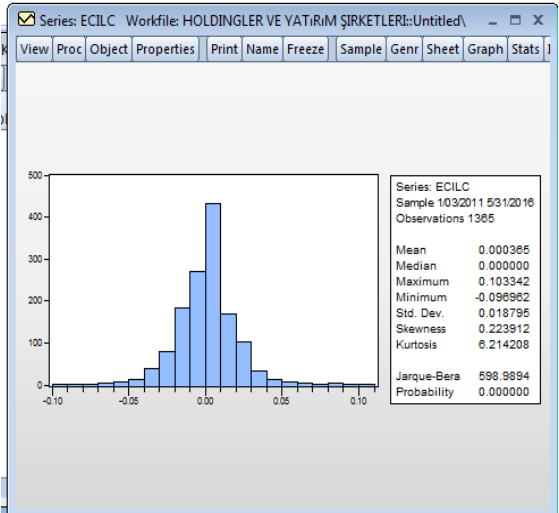 Series: ECILC Workfile: HOLDINGLER VE YATıRıM ŞIRKETLERI::Untitled\
View Proc Object Properties Print Name Freeze Sample Genr Sheet Graph Stats
500
400
300
200
100
0
-0.10 -0.05 0.00 0.05 0.10
Series: ECILC
Sample 1/03/2011 5/31/2016
Observations 1365
Mean 0.000365
Median 0.000000
Maximum 0.103342
Minimum -0.096962
Std. Dev. 0.018795
Skewness 0.223912
Kurtosis 6.214208
Jarque-Bera 598.9894
Probability 0.000000